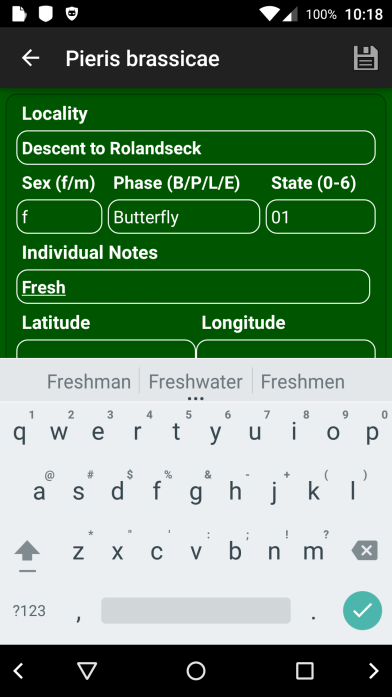 100% 10:18
Pieris brassicae
Locality
Descent to Rolandseck
Sex (f/m) Phase (B/P/L/E) State (0-6)
f Butterfly 01
Individual Notes
Fresh
Latitude Longitude
Freshman Freshwater Freshmen
1 2 3 4 5 6 7 8 9 0
q w e r t y u i o p
@ # $ % & - + ( )
a s d f g h j k l
* " ' : ; ! ?
z x c v b n m
?123 , .